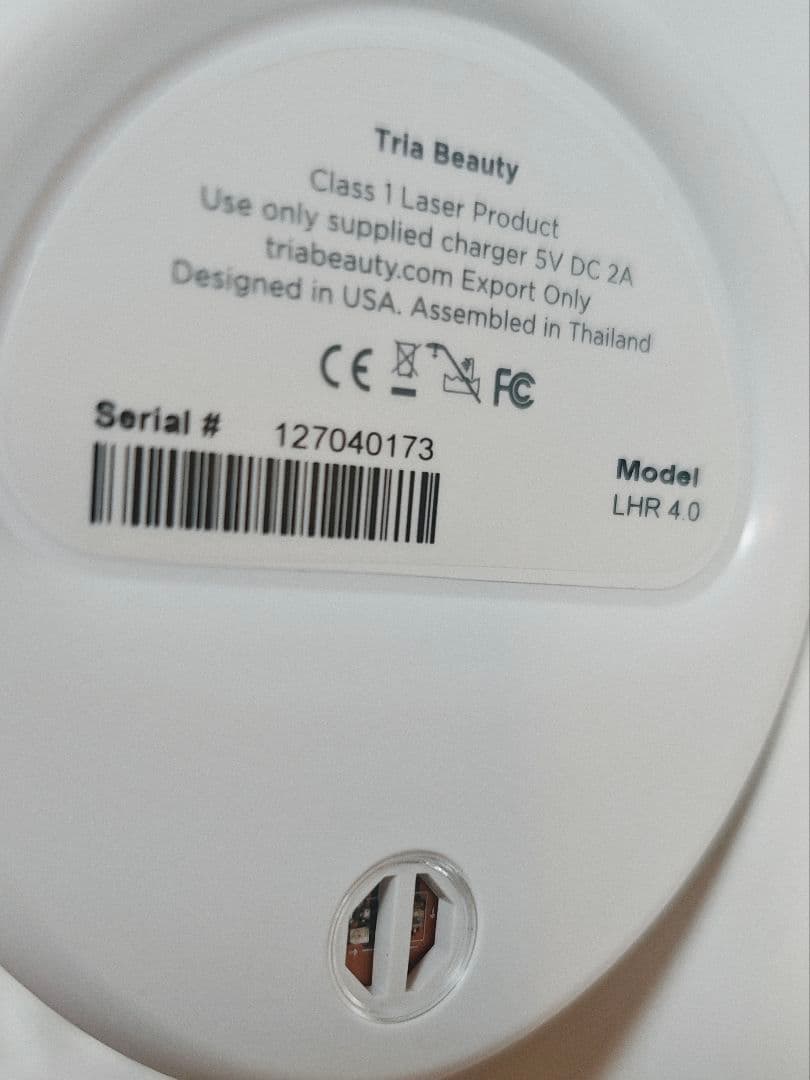 Tria Beauty
Class 1 Laser Product
Use only supplied charger 5V DC 2A
triabeauty.com Export Only
Designed in USA. Assembled in Thailand
CE FC
Serial # 127040173
Model
LHR 4.0